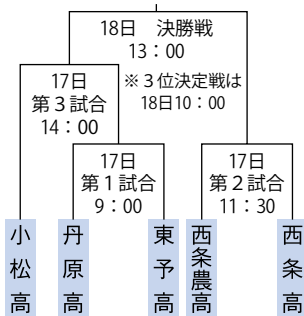 18日 決勝戦
13：00
17日
第3試合
14：00
※3位決定戦は
18日10：00
17日
第1試合
9：00
17日
第2試合
11：30
小松高
丹原高
東予高
西条農高
西条高